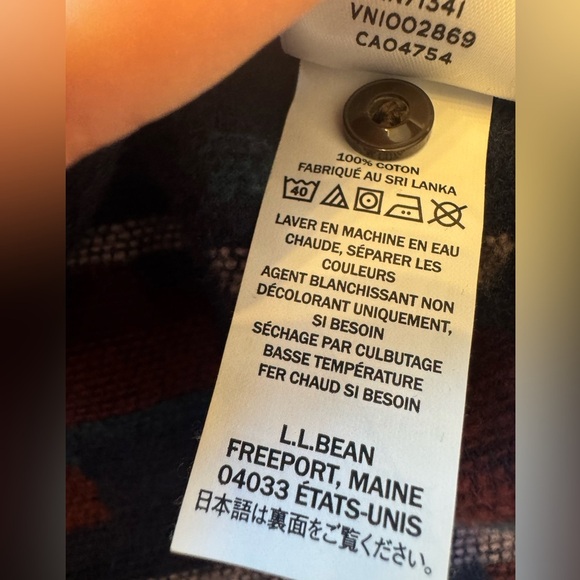 VN1002869
CA04754
100% COTON
FABRIQUÉ AU SRI LANKA
40
LAVER EN MACHINE EN EAU
CHAUDE, SÉPARER LES
COULEURS
AGENT BLANCHISSANT NON
DÉCOLORANT UNIQUEMENT,
SI BESOIN
SÉCHAGE PAR CULBUTAGE
BASSE TEMPÉRATURE
FER CHAUD SI BESOIN
L.L.BEAN
FREEPORT, MAINE
04033 ÉTATS-UNIS
日本語は裏面をご覧ください。